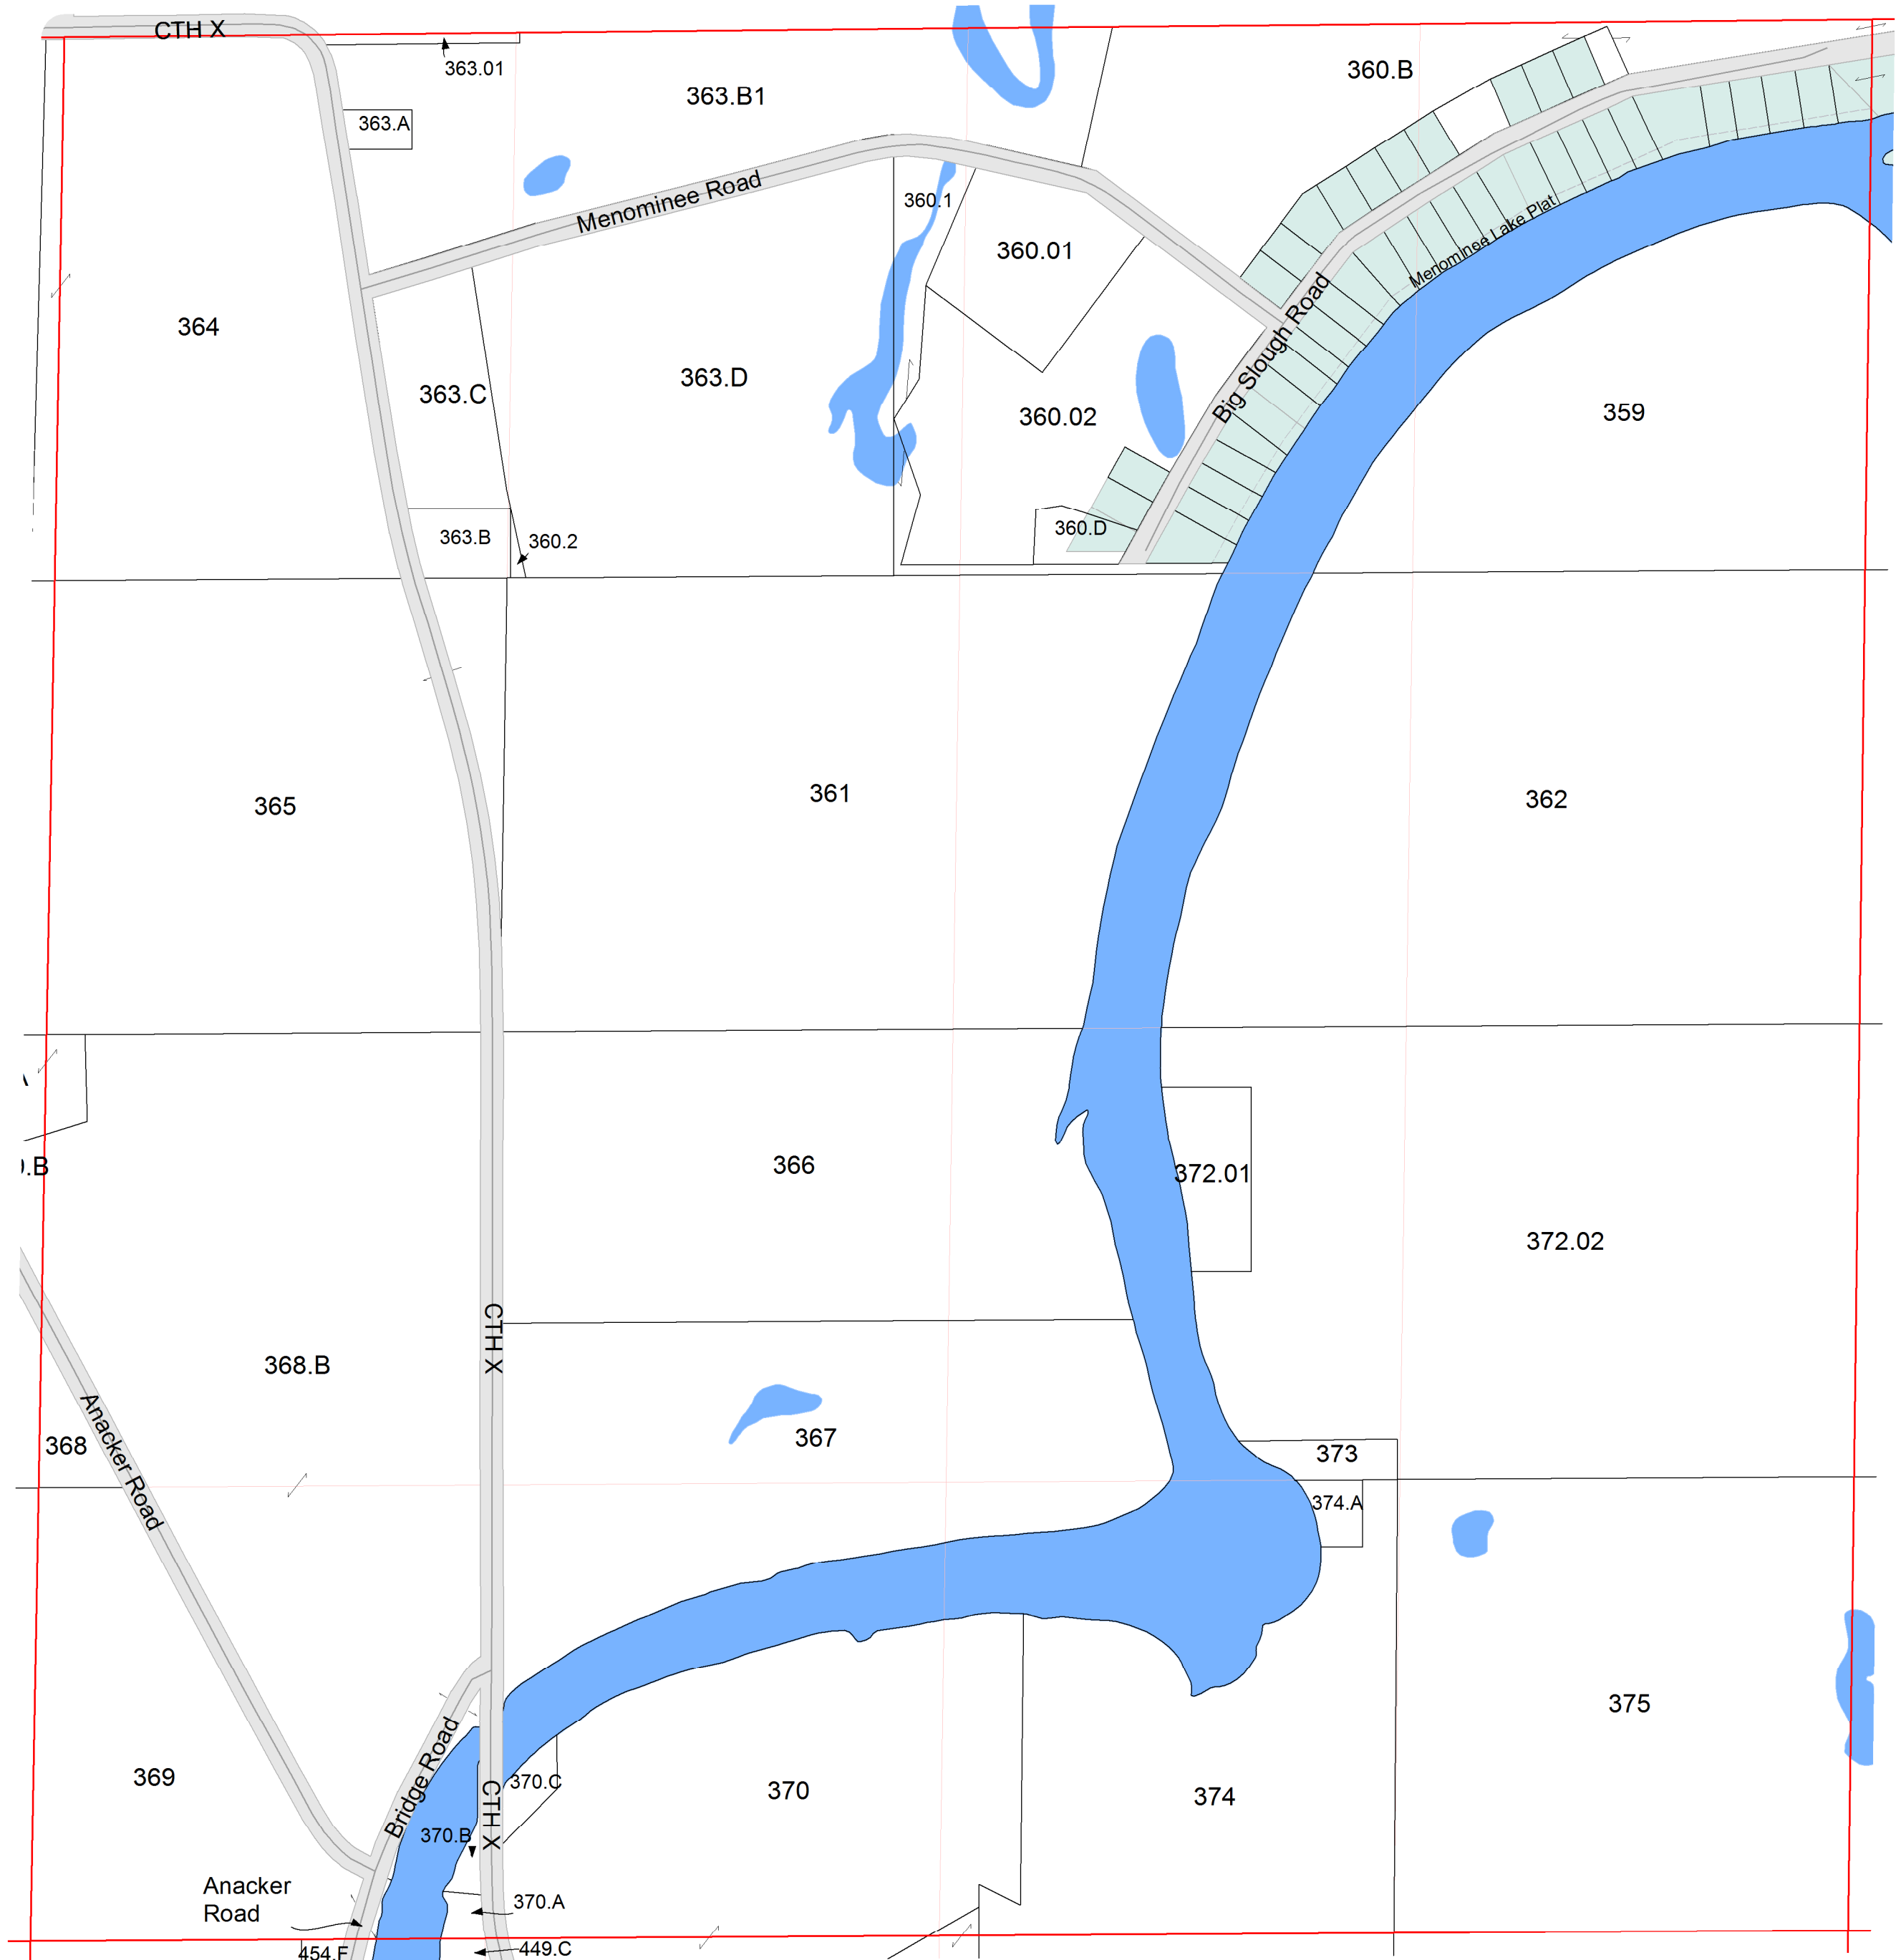 CTH X
363.01
363.B1
360.B
363.A
Menominee Road
360.1
360.01
Menominee Lake Plat
364
Big Slough Road
363.D
363.C
360.02
359
363.B
360.2
360.D
365
361
362
366
372.01
.B
372.02
CTH X
368.B
Anacker Road
367
368
373
374.A
375
369
Bridge Road
370.C
370
374
CTH X
370.B
Anacker
Road
370.A
449.C
454.F